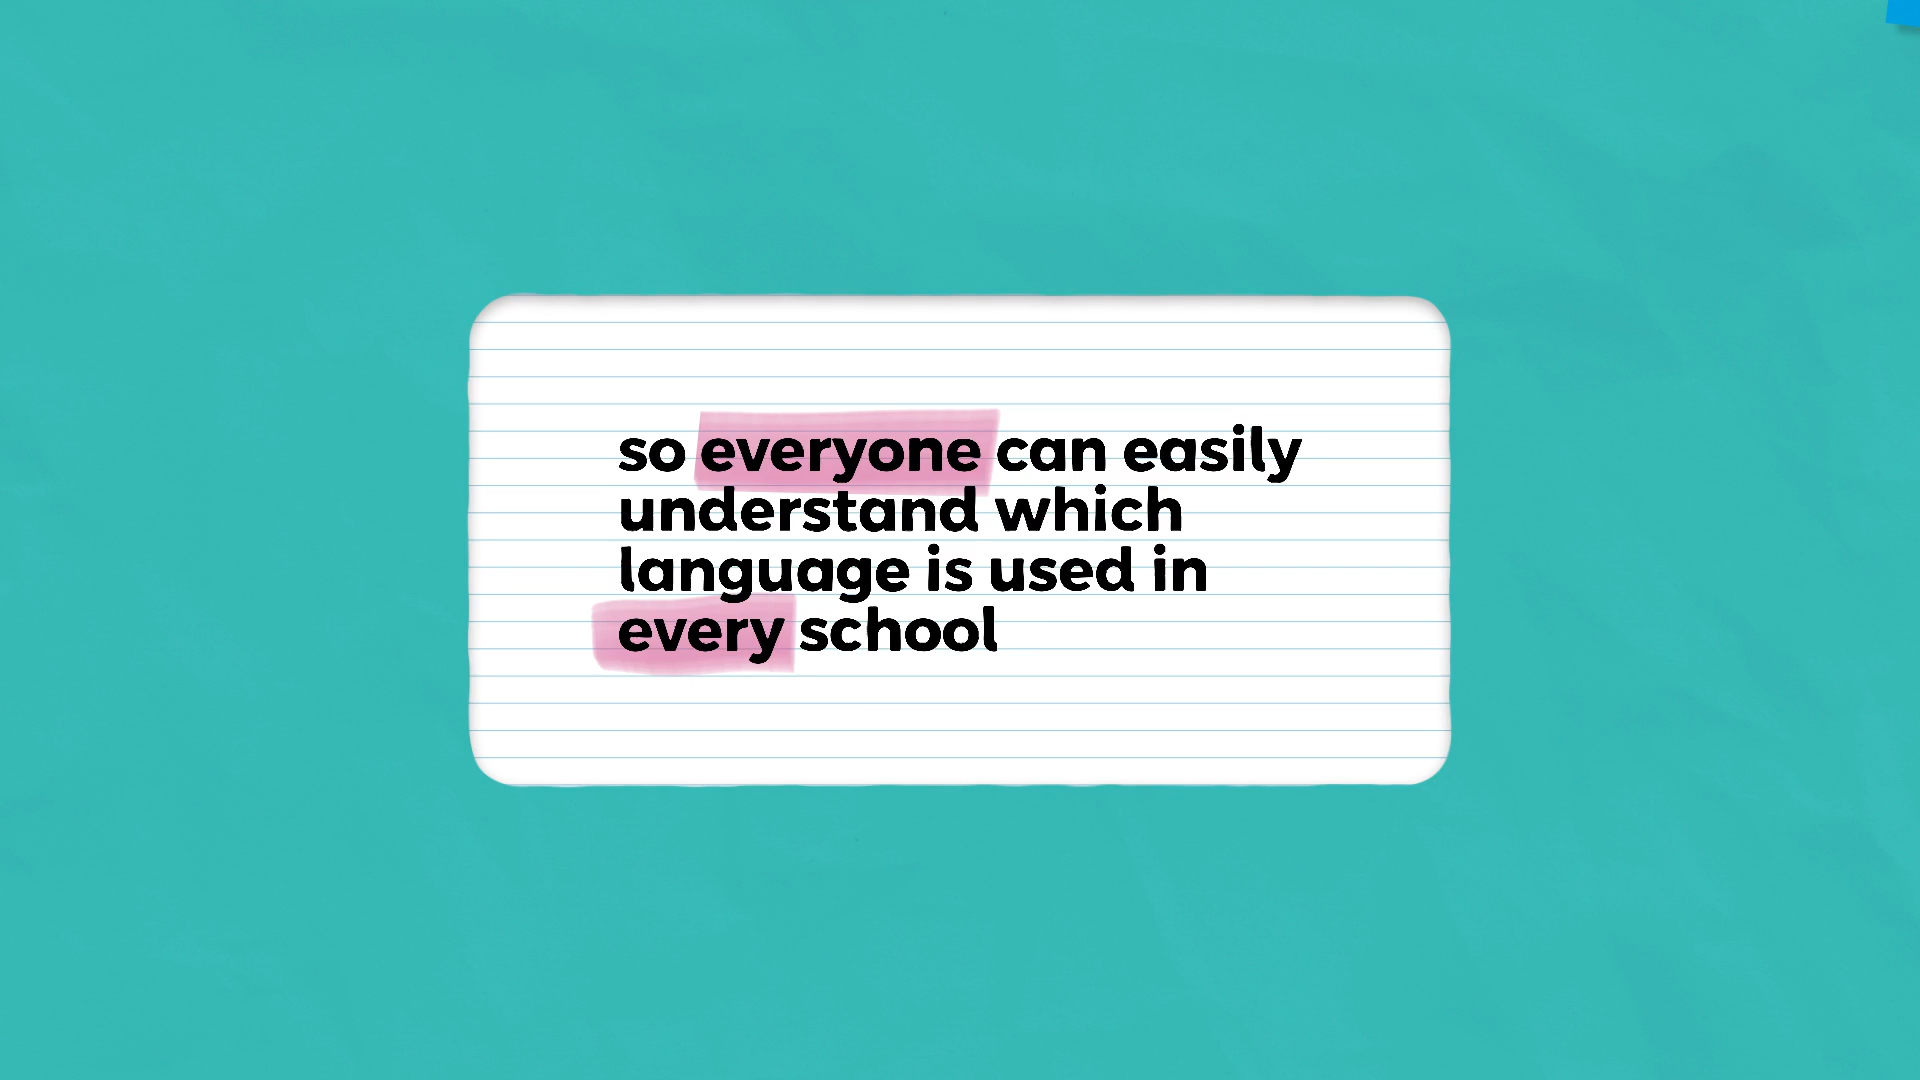 so everyone can easily
understand which
language is used in
every school